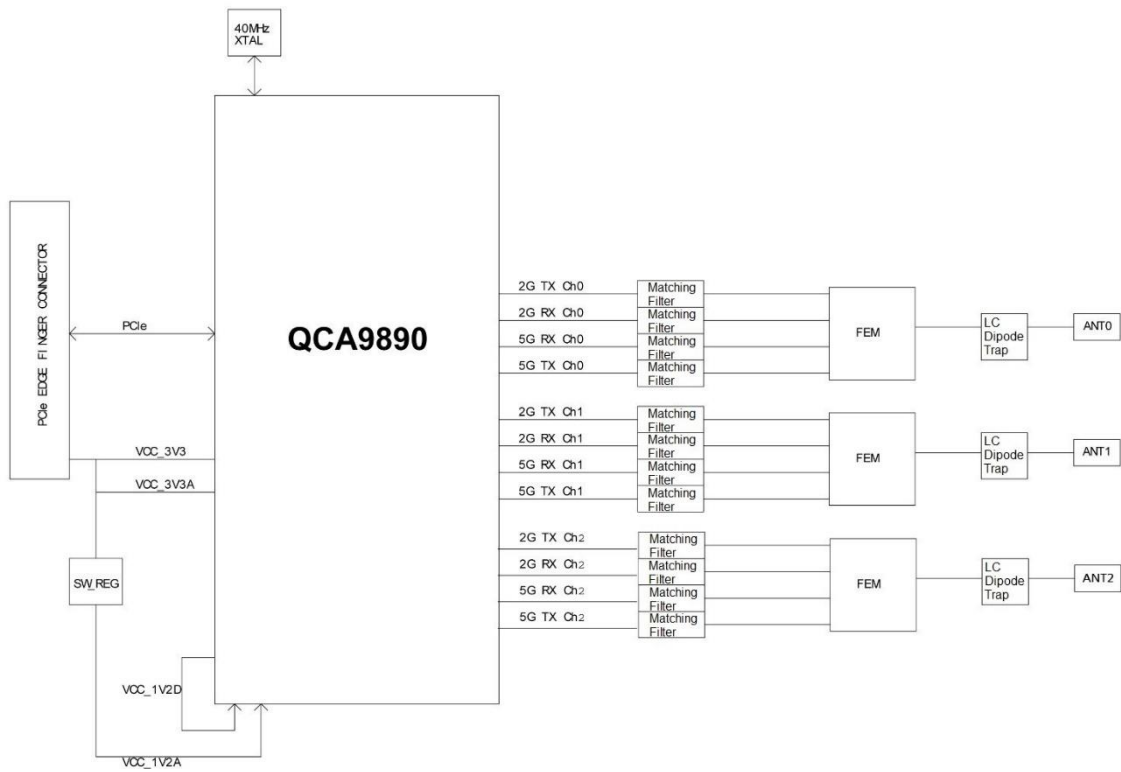 40MHz
XTAL
PCIe EDGE FINGER CONNECTOR
PCIe
QCA9890
VCC_3V3
VCC_3V3A
SW_REG
VCC_1V2D
VCC_1V2A
2G TX Ch0
2G RX Ch0
5G RX Ch0
5G TX Ch0
Matching
Filter
Matching
Filter
Matching
Filter
Matching
Filter
FEM
LC
Dipode
Trap
ANT0
2G TX Ch1
2G RX Ch1
5G RX Ch1
5G TX Ch1
Matching
Filter
Matching
Filter
Matching
Filter
Matching
Filter
FEM
LC
Dipode
Trap
ANT1
2G TX Ch2
2G RX Ch2
5G RX Ch2
5G TX Ch2
Matching
Filter
Matching
Filter
Matching
Filter
Matching
Filter
FEM
LC
Dipode
Trap
ANT2